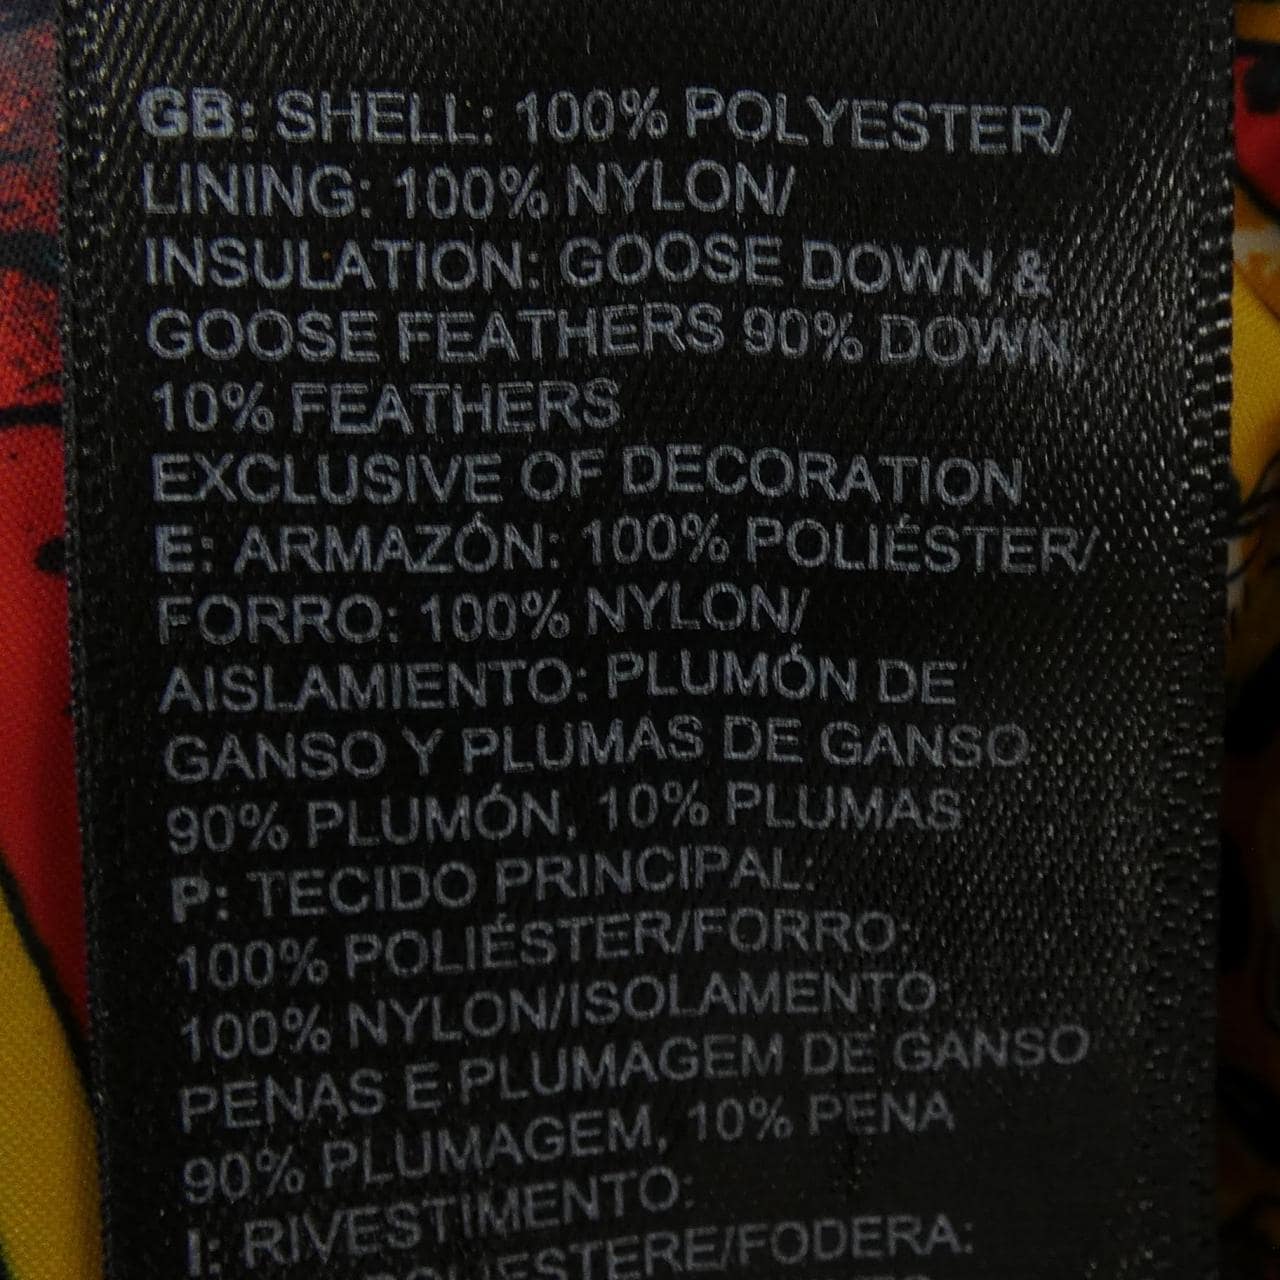 GB: SHELL: 100% POLYESTER/
LINING: 100% NYLON/
INSULATION: GOOSE DOWN &
GOOSE FEATHERS 90% DOWN,
10% FEATHERS
EXCLUSIVE OF DECORATION
E: ARMAZÓN: 100% POLIÉSTER/
FORRO: 100% NYLON/
AISLAMIENTO: PLUMÓN DE
GANSO Y PLUMAS DE GANSO
90% PLUMÓN, 10% PLUMAS
P: TECIDO PRINCIPAL:
100% POLIÉSTER/FORRO:
100% NYLON/ISOLAMENTO:
PENAS E PLUMAGEM DE GANSO
90% PLUMAGEM, 10% PENA
I: RIVESTIMENTO:
POLIESTERE/FODERA: